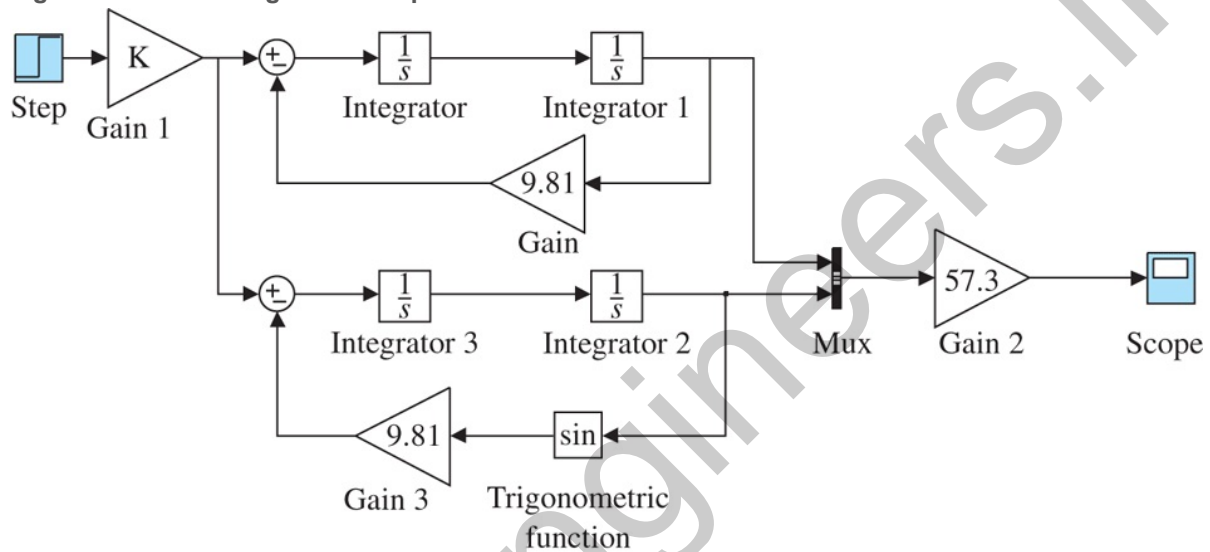 K
+
−
1
s
1
s
Step
Gain 1
Integrator
Integrator 1
9.81
Gain
+
−
1
s
1
s
57.3
Integrator 3
Integrator 2
Mux
Gain 2
Scope
9.81
sin
Gain 3
Trigonometric
function